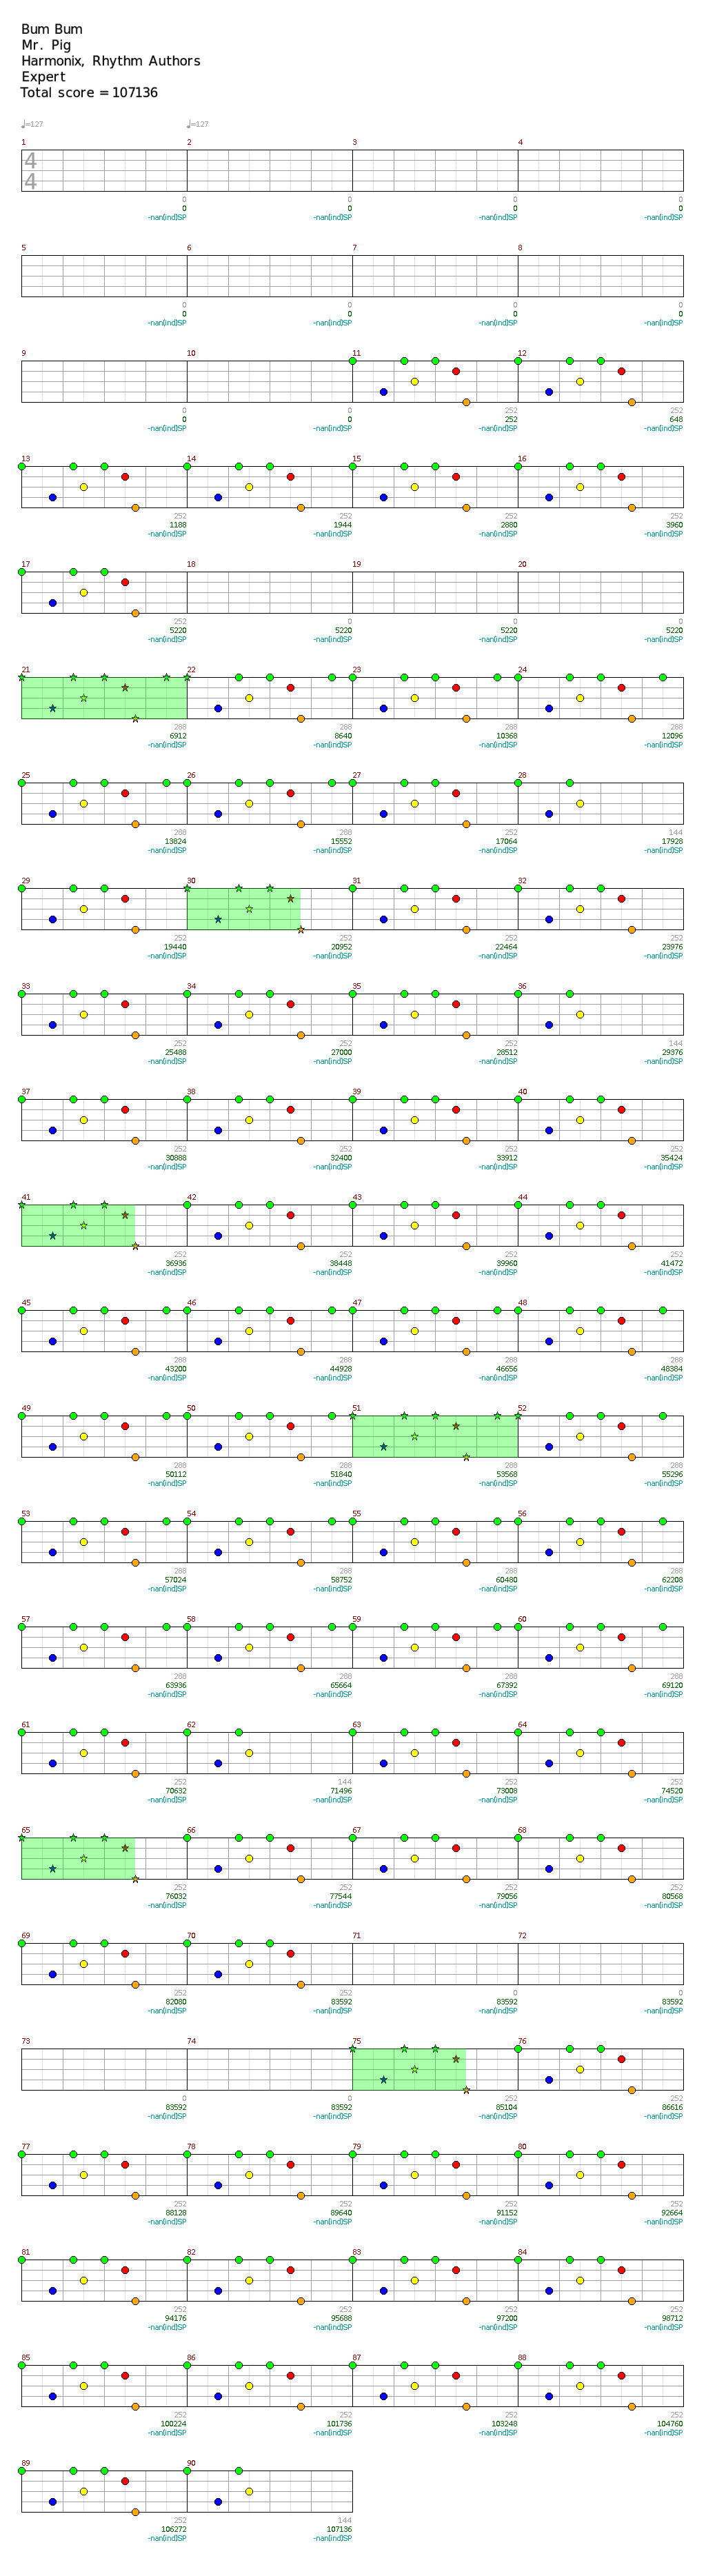 Bum Bum
Mr. Pig
Harmonix, Rhythm Authors
Expert
Total score = 107136
♩=127 ♩=127
1 2 3 4
4
4
0 0 0 0
0 0 0 0
-nan(ind)SP -nan(ind)SP -nan(ind)SP -nan(ind)SP
5 6 7 8
0 0 0 0
0 0 0 0
-nan(ind)SP -nan(ind)SP -nan(ind)SP -nan(ind)SP
9 10 11 12
0 0 252 252
0 0 252 648
-nan(ind)SP -nan(ind)SP -nan(ind)SP -nan(ind)SP
13 14 15 16
252 252 252 252
1188 1944 2880 3960
-nan(ind)SP -nan(ind)SP -nan(ind)SP -nan(ind)SP
17 18 19 20
252 0 0 0
5220 5220 5220 5220
-nan(ind)SP -nan(ind)SP -nan(ind)SP -nan(ind)SP
21 22 23 24
288 288 288 288
6912 8640 10368 12096
-nan(ind)SP -nan(ind)SP -nan(ind)SP -nan(ind)SP
25 26 27 28
288 288 252 144
13824 15552 17064 17928
-nan(ind)SP -nan(ind)SP -nan(ind)SP -nan(ind)SP
29 30 31 32
252 252 252 252
19440 20952 22464 23976
-nan(ind)SP -nan(ind)SP -nan(ind)SP -nan(ind)SP
33 34 35 36
252 252 252 144
25488 27000 28512 29376
-nan(ind)SP -nan(ind)SP -nan(ind)SP -nan(ind)SP
37 38 39 40
252 252 252 252
30888 32400 33912 35424
-nan(ind)SP -nan(ind)SP -nan(ind)SP -nan(ind)SP
41 42 43 44
252 252 252 252
36936 38448 39960 41472
-nan(ind)SP -nan(ind)SP -nan(ind)SP -nan(ind)SP
45 46 47 48
288 288 288 288
43200 44928 46656 48384
-nan(ind)SP -nan(ind)SP -nan(ind)SP -nan(ind)SP
49 50 51 52
288 288 288 288
50112 51840 53568 55296
-nan(ind)SP -nan(ind)SP -nan(ind)SP -nan(ind)SP
53 54 55 56
288 288 288 288
57024 58752 60480 62208
-nan(ind)SP -nan(ind)SP -nan(ind)SP -nan(ind)SP
57 58 59 60
288 288 288 288
63936 65664 67392 69120
-nan(ind)SP -nan(ind)SP -nan(ind)SP -nan(ind)SP
61 62 63 64
252 144 252 252
70632 71496 73008 74520
-nan(ind)SP -nan(ind)SP -nan(ind)SP -nan(ind)SP
65 66 67 68
252 252 252 252
76032 77544 79056 80568
-nan(ind)SP -nan(ind)SP -nan(ind)SP -nan(ind)SP
69 70 71 72
252 252 0 0
82080 83592 83592 83592
-nan(ind)SP -nan(ind)SP -nan(ind)SP -nan(ind)SP
73 74 75 76
0 0 252 252
83592 83592 85104 86616
-nan(ind)SP -nan(ind)SP -nan(ind)SP -nan(ind)SP
77 78 79 80
252 252 252 252
88128 89640 91152 92664
-nan(ind)SP -nan(ind)SP -nan(ind)SP -nan(ind)SP
81 82 83 84
252 252 252 252
94176 95688 97200 98712
-nan(ind)SP -nan(ind)SP -nan(ind)SP -nan(ind)SP
85 86 87 88
252 252 252 252
100224 101736 103248 104760
-nan(ind)SP -nan(ind)SP -nan(ind)SP -nan(ind)SP
89 90
252 144
106272 107136
-nan(ind)SP -nan(ind)SP